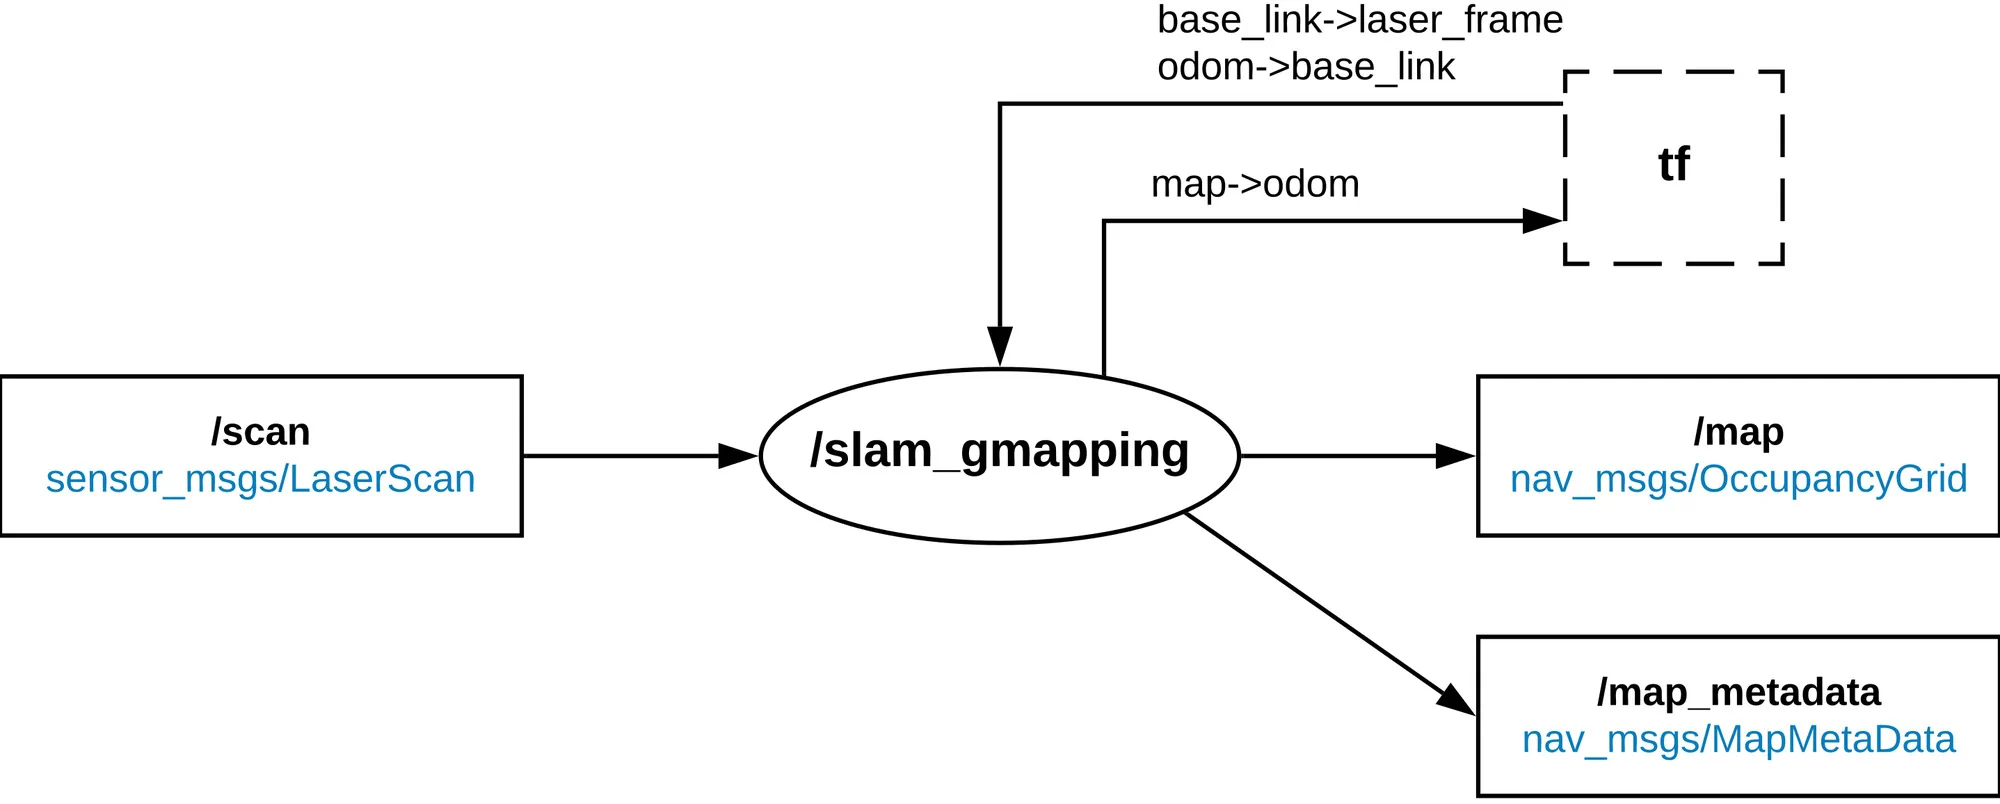 base_link->laser_frame
odom->base_link
tf
map->odom
/scan
sensor_msgs/LaserScan
/slam_gmapping
/map
nav_msgs/OccupancyGrid
/map_metadata
nav_msgs/MapMetaData